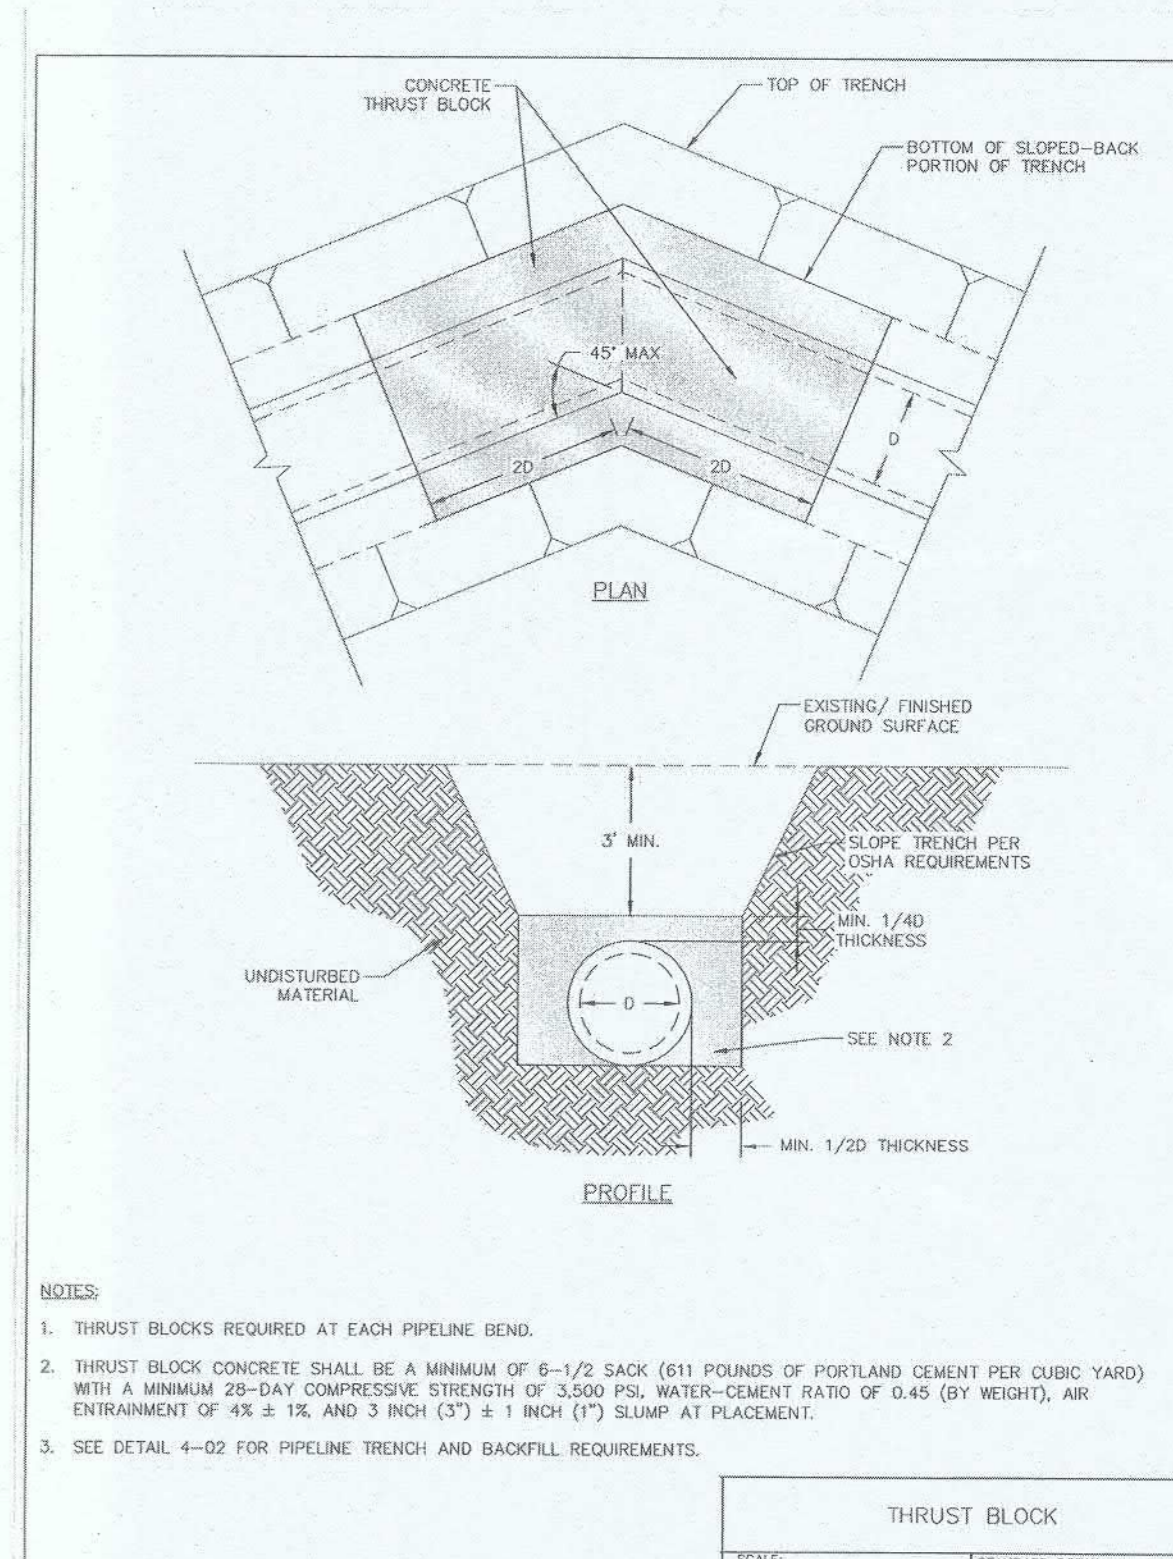 CONCRETE
THRUST BLOCK
TOP OF TRENCH
BOTTOM OF SLOPED-BACK
PORTION OF TRENCH
45° MAX
D
2D
2D
PLAN
EXISTING/ FINISHED
GROUND SURFACE
3' MIN.
SLOPE TRENCH PER
OSHA REQUIREMENTS
MIN. 1/4D
THICKNESS
UNDISTURBED
MATERIAL
D
SEE NOTE 2
MIN. 1/2D THICKNESS
PROFILE
NOTES:
1. THRUST BLOCKS REQUIRED AT EACH PIPELINE BEND.
2. THRUST BLOCK CONCRETE SHALL BE A MINIMUM OF 6-1/2 SACK (611 POUNDS OF PORTLAND CEMENT PER CUBIC YARD)
WITH A MINIMUM 28-DAY COMPRESSIVE STRENGTH OF 3,500 PSI, WATER-CEMENT RATIO OF 0.45 (BY WEIGHT), AIR
ENTRAINMENT OF 4% ± 1%, AND 3 INCH (3") ± 1 INCH (1") SLUMP AT PLACEMENT.
3. SEE DETAIL 4-02 FOR PIPELINE TRENCH AND BACKFILL REQUIREMENTS.
THRUST BLOCK